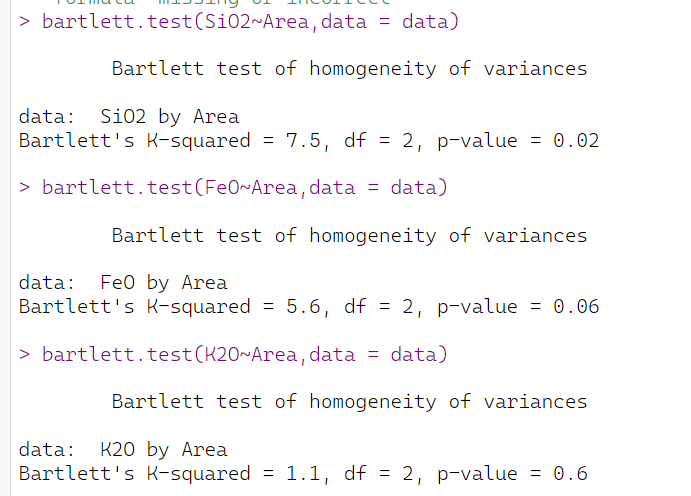 > bartlett.test(SiO2~Area,data = data)
Bartlett test of homogeneity of variances
data:  SiO2 by Area
Bartlett's K-squared = 7.5, df = 2, p-value = 0.02
> bartlett.test(FeO~Area,data = data)
Bartlett test of homogeneity of variances
data:  FeO by Area
Bartlett's K-squared = 5.6, df = 2, p-value = 0.06
> bartlett.test(K2O~Area,data = data)
Bartlett test of homogeneity of variances
data:  K2O by Area
Bartlett's K-squared = 1.1, df = 2, p-value = 0.6